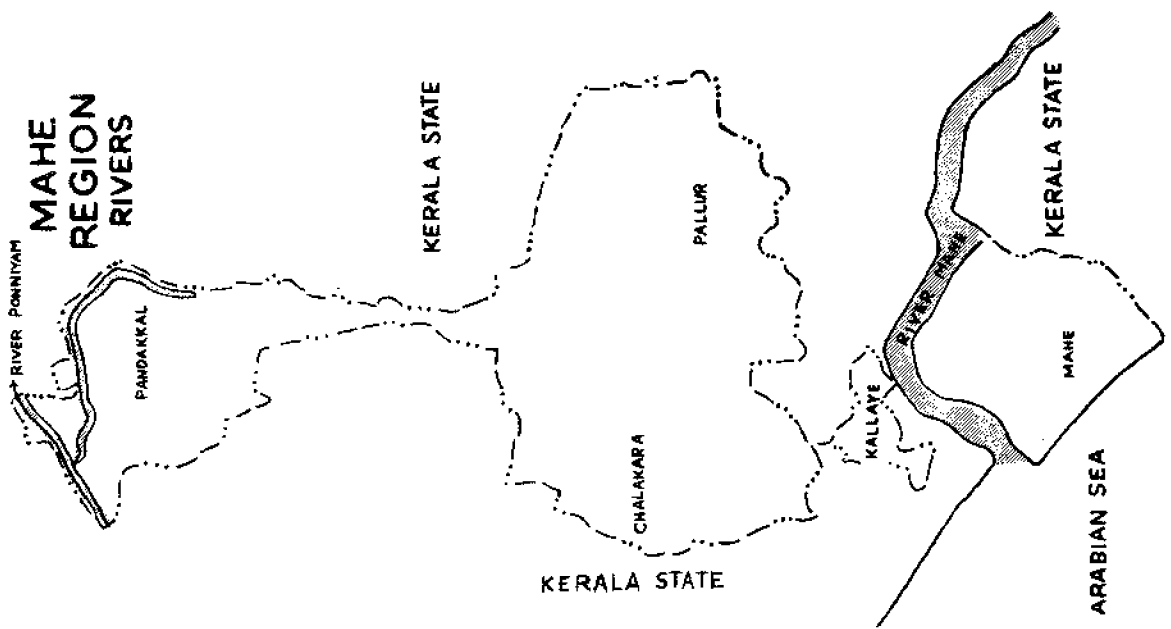 MAHE
REGION
RIVERS
RIVER PONNIYAM
PANDAKKAL
KERALA STATE
PALLUR
CHALAKARA
KERALA STATE
KALLAYE
RIVER MAHE
MAHE
KERALA STATE
ARABIAN SEA